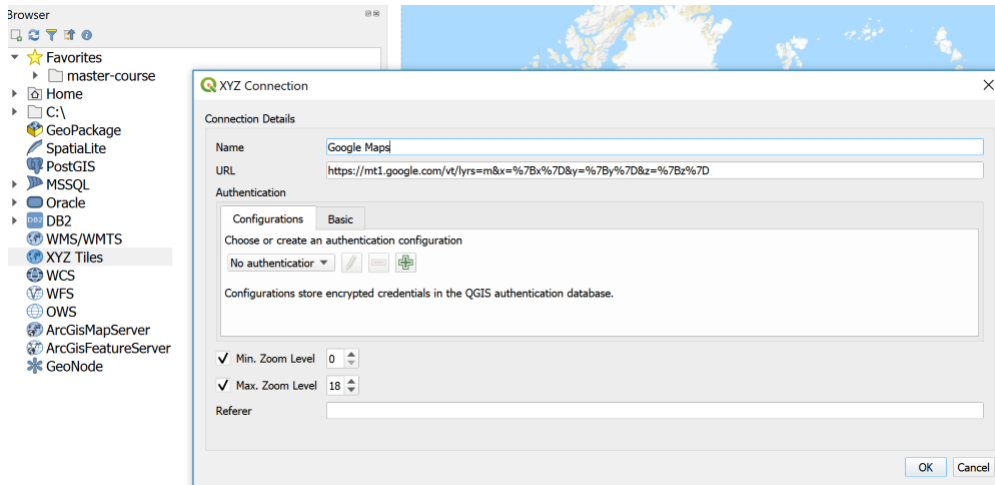 Browser
Favorites
master-course
Home
C:\
GeoPackage
SpatiaLite
PostGIS
MSSQL
Oracle
DB2
DB2
WMS/WMTS
XYZ Tiles
WCS
WFS
OWS
ArcGisMapServer
ArcGisFeatureServer
GeoNode
XYZ Connection
Connection Details
Name Google Maps
URL https://mt1.google.com/vt/lyrs=m&x=%7Bx%7D&y=%7By%7D&z=%7Bz%7D
Authentication
Configurations Basic
Choose or create an authentication configuration
No authentication
Configurations store encrypted credentials in the QGIS authentication database.
Min. Zoom Level 0
Max. Zoom Level 18
Referer
OK Cancel